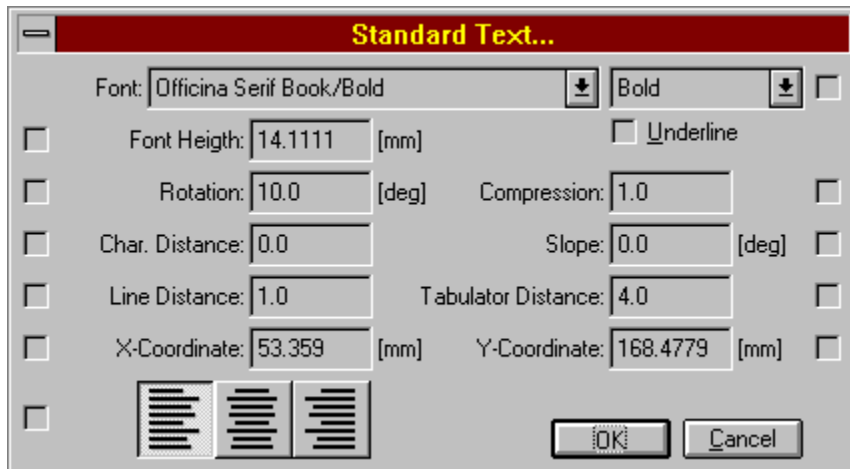 Standard Text...
Font: Officina Serif Book/Bold Bold
Font Heigth: 14.1111 [mm] Underline
Rotation: 10.0 [deg] Compression: 1.0
Char. Distance: 0.0 Slope: 0.0 [deg]
Line Distance: 1.0 Tabulator Distance: 4.0
X-Coordinate: 53.359 [mm] Y-Coordinate: 168.4779 [mm]
OK Cancel